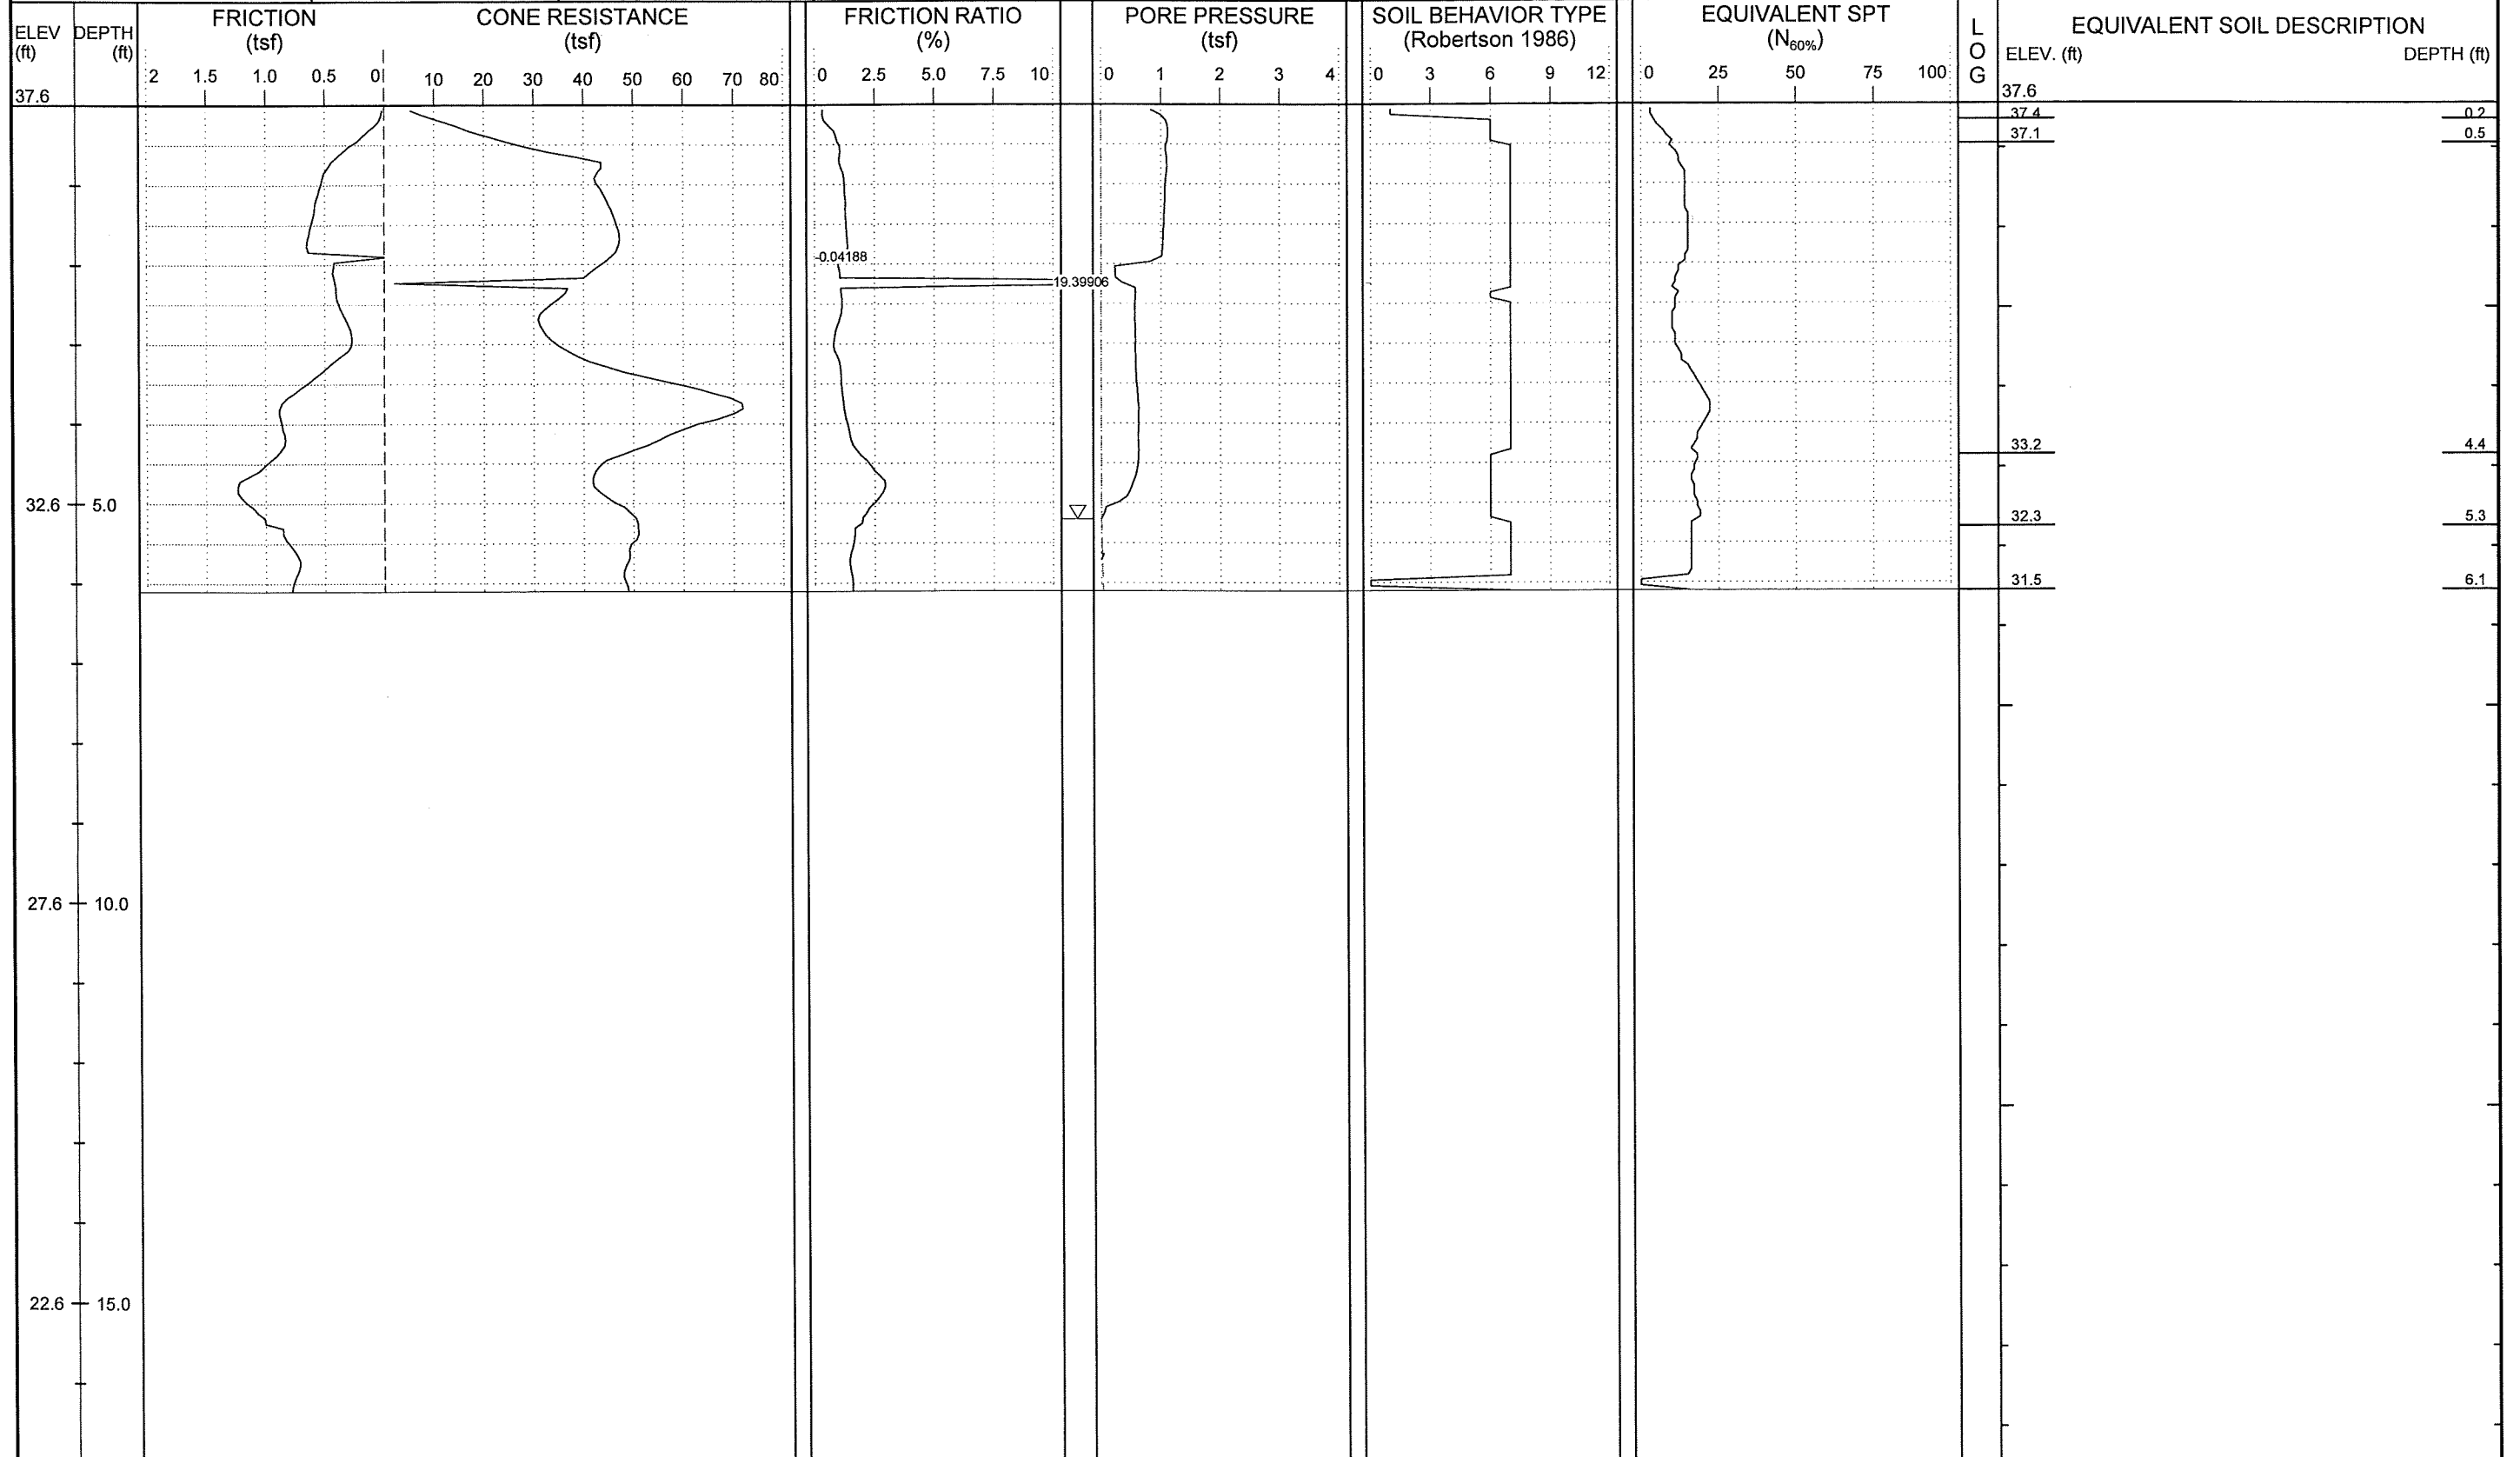 ELEV (ft)
DEPTH (ft)
FRICTION
(tsf)
CONE RESISTANCE
(tsf)
FRICTION RATIO
(%)
PORE PRESSURE
(tsf)
SOIL BEHAVIOR TYPE
(Robertson 1986)
EQUIVALENT SPT
(N60%)
LOG
EQUIVALENT SOIL DESCRIPTION
ELEV. (ft) DEPTH (ft)
2 1.5 1.0 0.5 0
10 20 30 40 50 60 70 80
0 2.5 5.0 7.5 10
0 1 2 3 4
0 3 6 9 12
0 25 50 75 100
37.6 37.6
37.4 0.2
37.1 0.5
-0.04188
19.39906
33.2 4.4
32.6 5.0
32.3 5.3
31.5 6.1
27.6 10.0
22.6 15.0